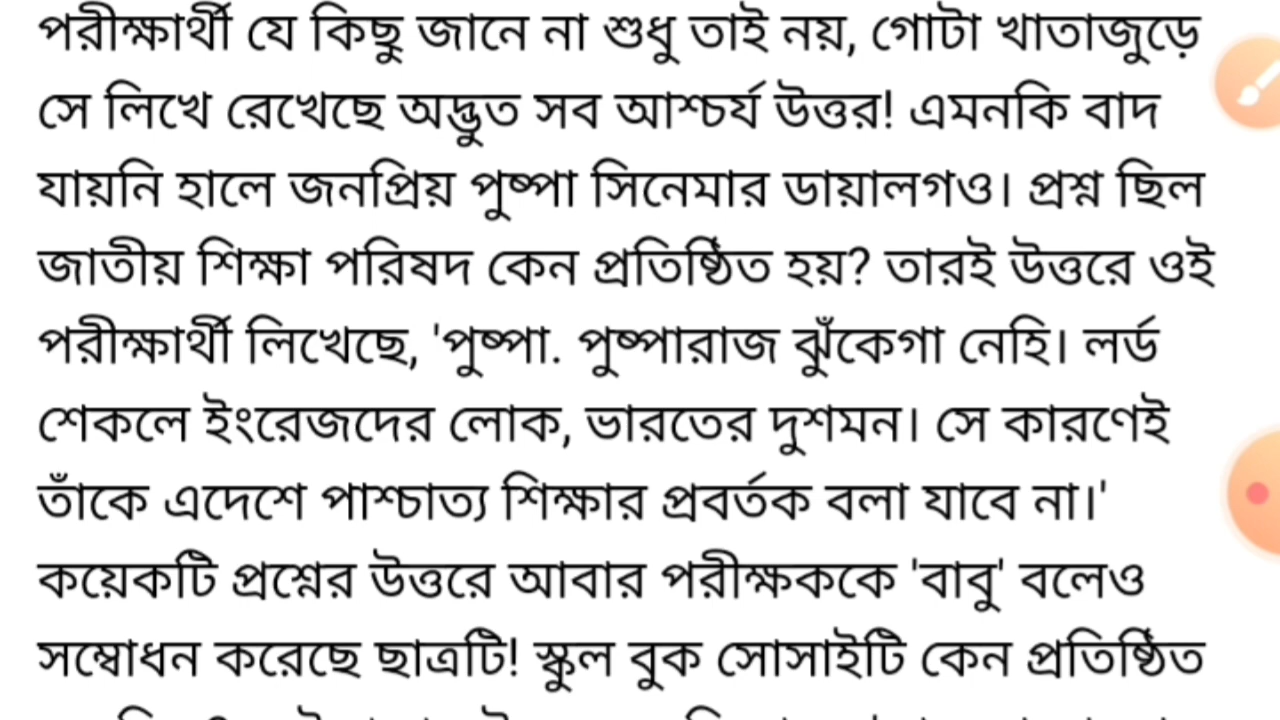 পরীক্ষার্থী যে কিছু জানে না শুধু তাই নয়, গোটা খাতাজুড়ে
সে লিখে রেখেছে অদ্ভুত সব আশ্চর্য উত্তর! এমনকি বাদ
যায়নি হালে জনপ্রিয় পুষ্পা সিনেমার ডায়ালগও। প্রশ্ন ছিল
জাতীয় শিক্ষা পরিষদ কেন প্রতিষ্ঠিত হয়? তারই উত্তরে ওই
পরীক্ষার্থী লিখেছে, 'পুষ্পা. পুষ্পারাজ ঝুঁকেগা নেহি। লর্ড
শেকলে ইংরেজদের লোক, ভারতের দুশমন। সে কারণেই
তাঁকে এদেশে পাশ্চাত্য শিক্ষার প্রবর্তক বলা যাবে না।'
কয়েকটি প্রশ্নের উত্তরে আবার পরীক্ষককে 'বাবু' বলেও
সম্বোধন করেছে ছাত্রটি! স্কুল বুক সোসাইটি কেন প্রতিষ্ঠিত